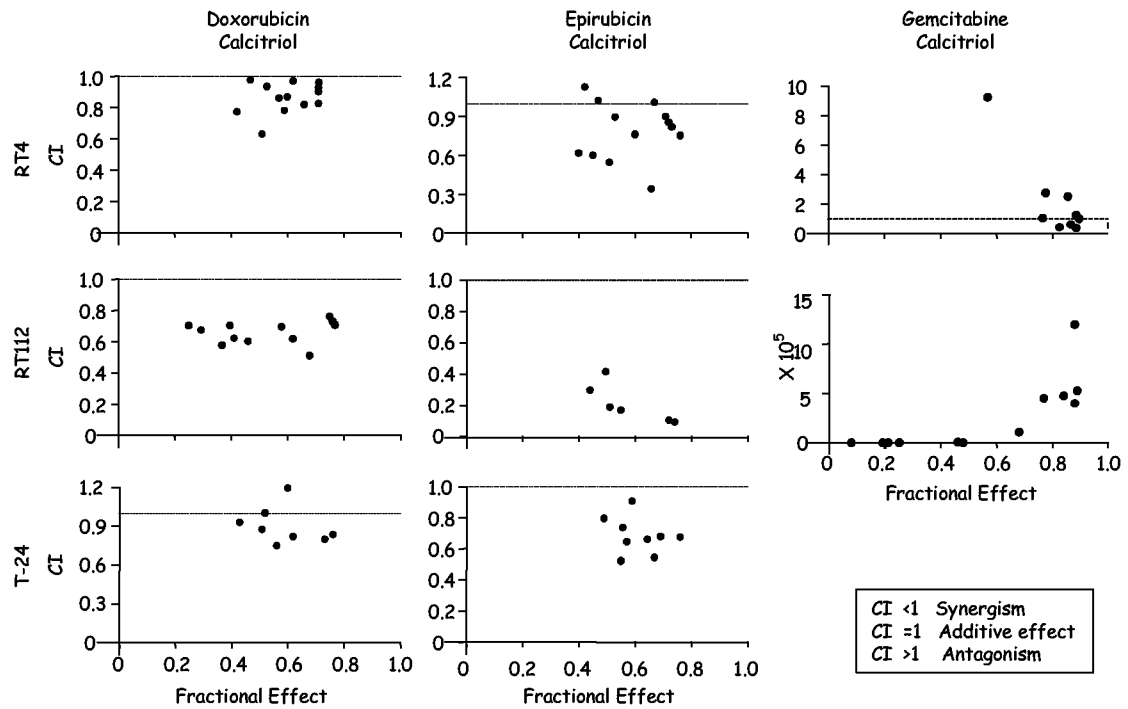 Doxorubicin
Calcitriol
Epirubicin
Calcitriol
Gemcitabine
Calcitriol
RT4
CI
1.0
0.8
0.6
0.4
0.2
0
1.2
0.9
0.6
0.3
0
10
8
6
4
2
0
RT112
CI
1.0
0.8
0.6
0.4
0.2
0
1.0
0.8
0.6
0.4
0.2
0
X 10⁵
15
10
5
0
0 0.2 0.4 0.6 0.8 1.0
Fractional Effect
T-24
CI
1.2
0.9
0.6
0.3
0
0 0.2 0.4 0.6 0.8 1.0
Fractional Effect
1.0
0.8
0.6
0.4
0.2
0
0 0.2 0.4 0.6 0.8 1.0
Fractional Effect
CI <1 Synergism
CI =1 Additive effect
CI >1 Antagonism